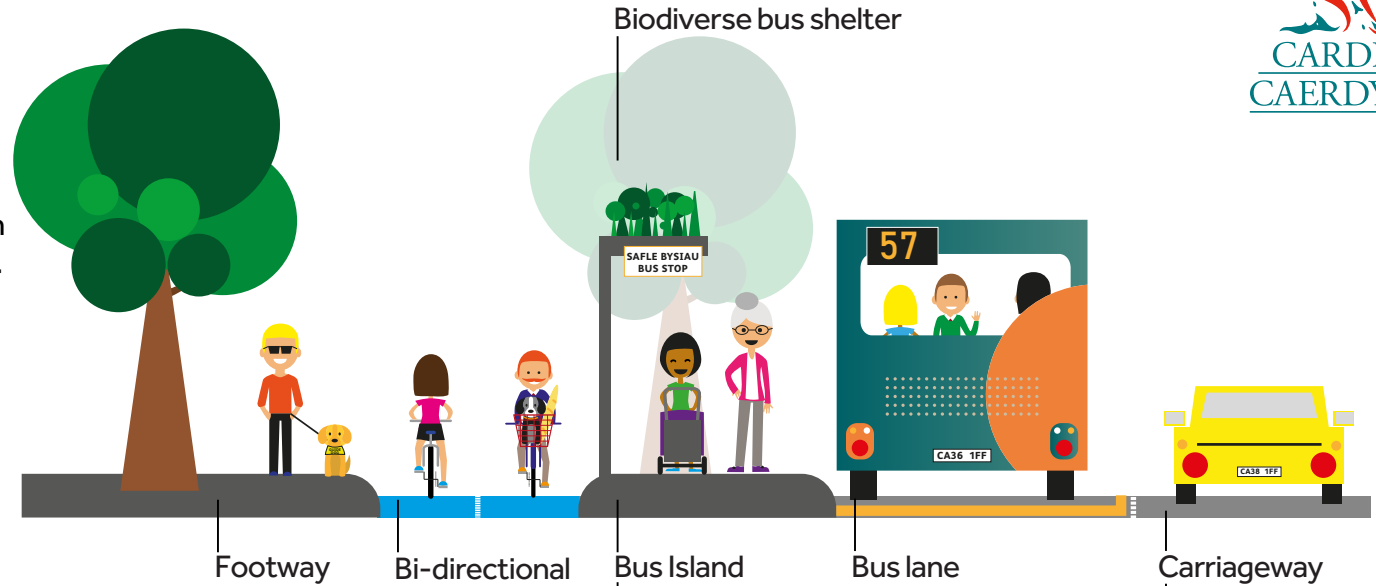 Biodiverse bus shelter
SAFLE BYSIAU
BUS STOP
57
CA36 1FF
CA38 1FF
Footway
Bi-directional
Bus Island
Bus lane
Carriageway